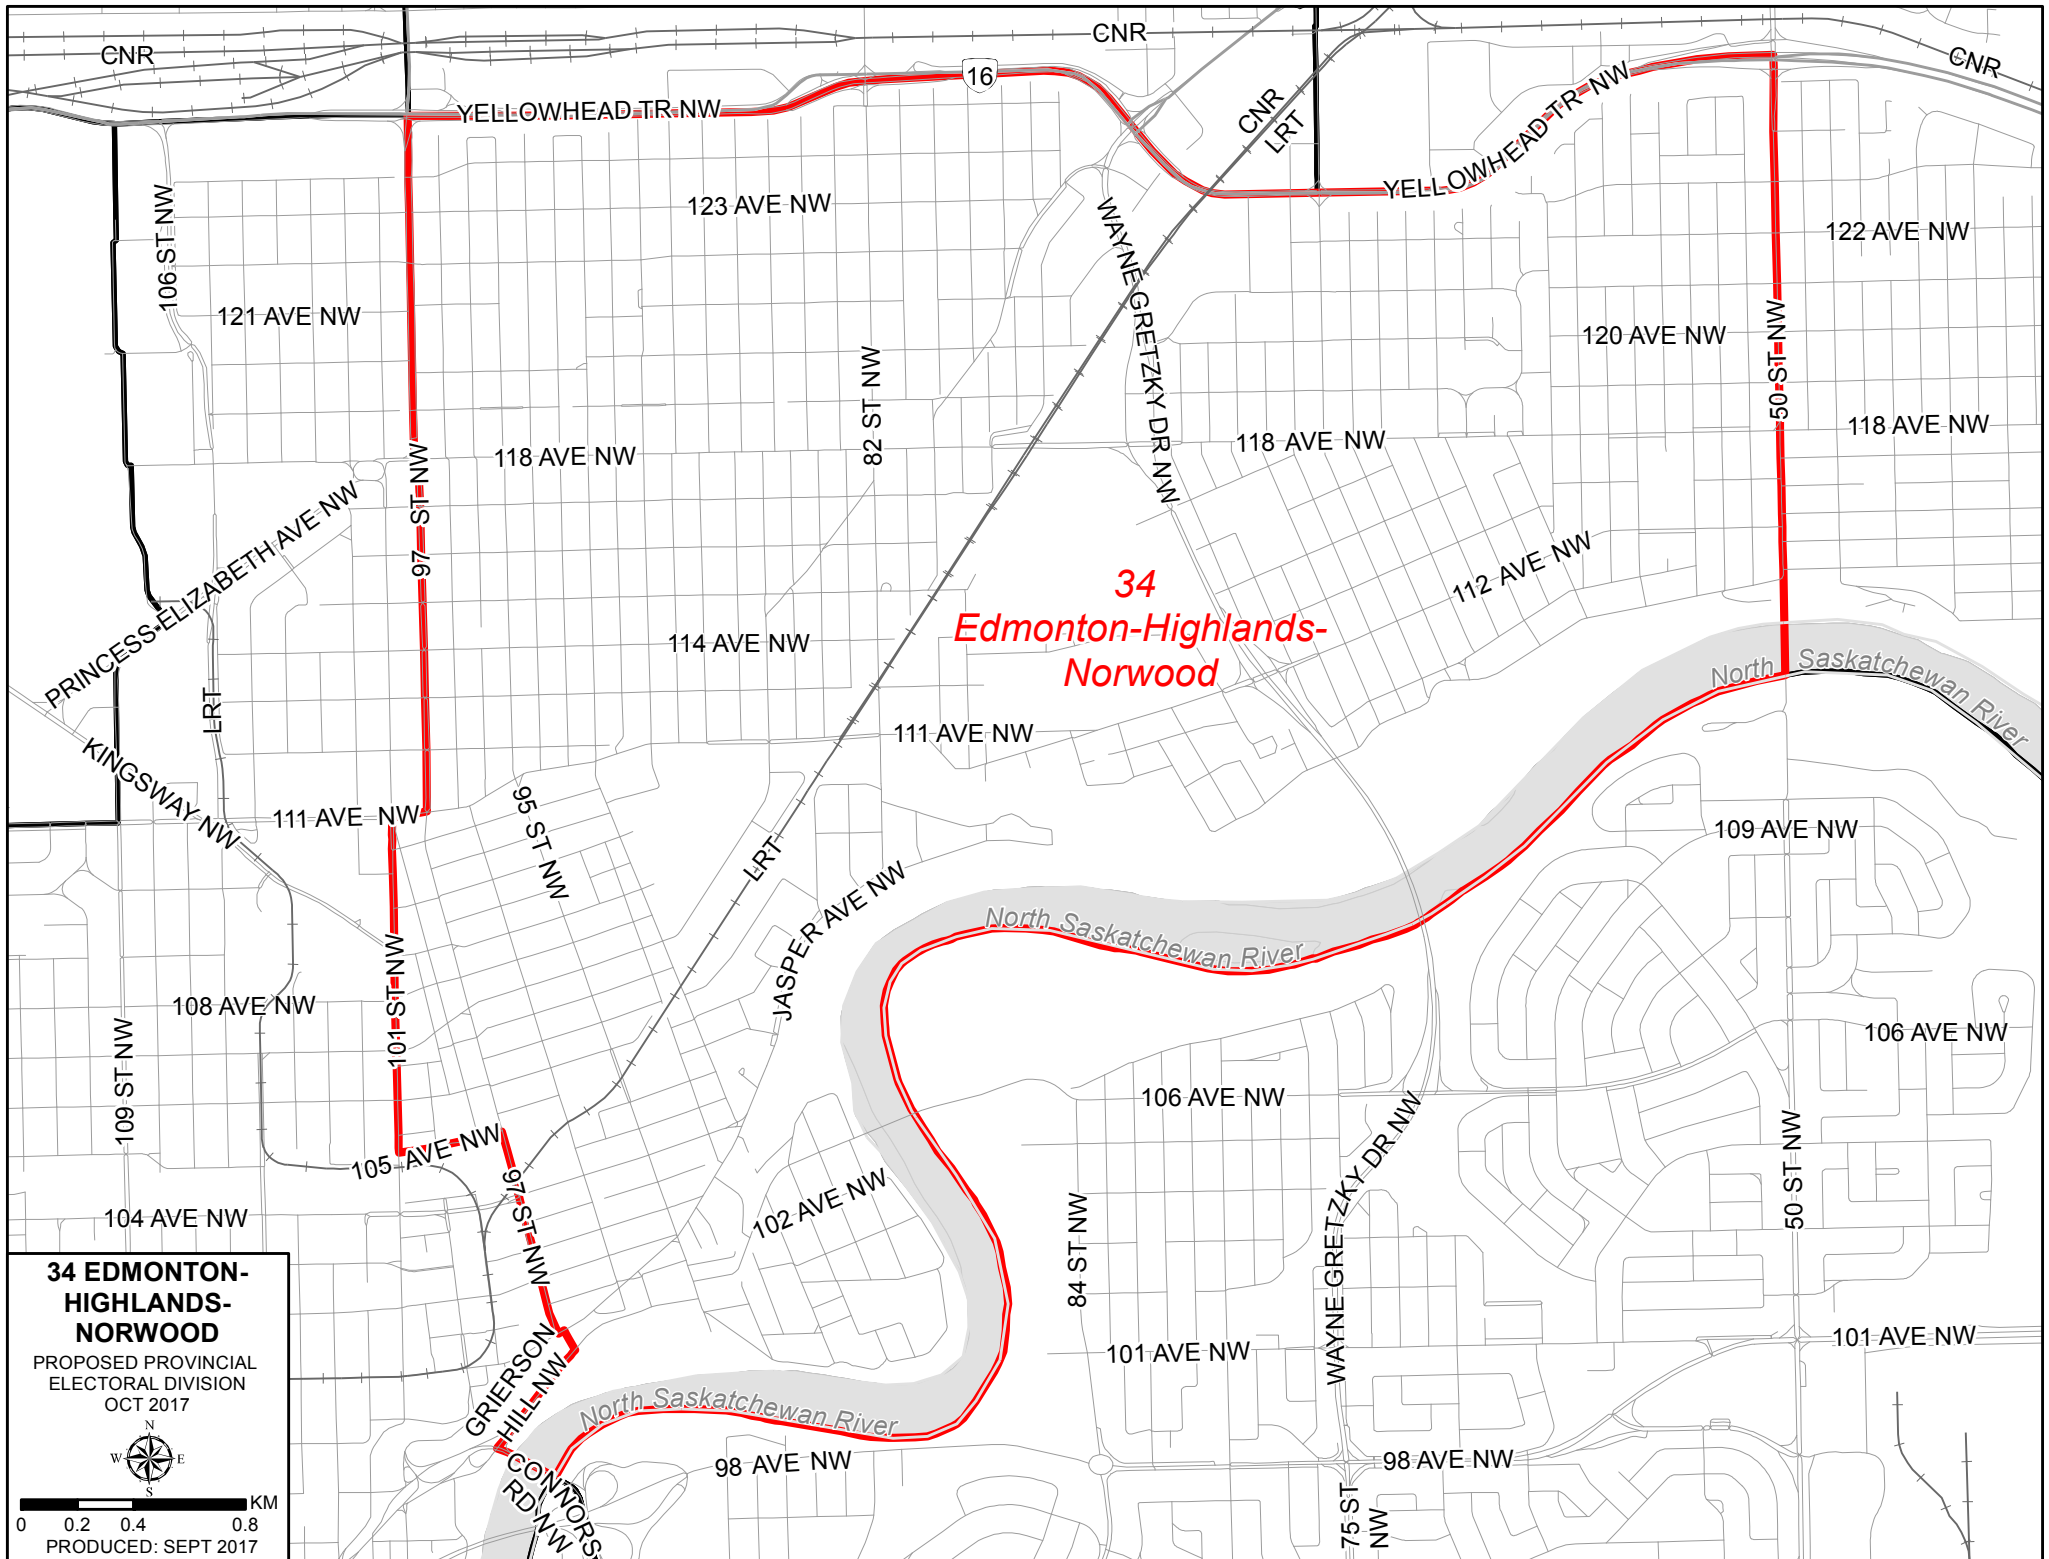 CNR
CNR
CNR
16
YELLOWHEAD TR NW
CNR
LRT
YELLOWHEAD TR NW
106 ST NW
123 AVE NW
WAYNE GRETZKY DR NW
122 AVE NW
121 AVE NW
120 AVE NW
50 ST NW
82 ST NW
118 AVE NW
118 AVE NW
118 AVE NW
97 ST NW
PRINCESS ELIZABETH AVE NW
112 AVE NW
34
Edmonton-Highlands-
Norwood
114 AVE NW
North Saskatchewan River
LRT
111 AVE NW
KINGSWAY NW
111 AVE NW
95 ST NW
LRT
109 AVE NW
JASPER AVE NW
North Saskatchewan River
101 ST NW
108 AVE NW
109 ST NW
106 AVE NW
106 AVE NW
105 AVE NW
WAYNE GRETZKY DR NW
50 ST NW
97 ST NW
102 AVE NW
104 AVE NW
84 ST NW
101 AVE NW
101 AVE NW
GRIERSON
HILL NW
North Saskatchewan River
98 AVE NW
98 AVE NW
CONNORS
RD NW
75 ST
NW
34 EDMONTON-
HIGHLANDS-
NORWOOD
PROPOSED PROVINCIAL
ELECTORAL DIVISION
OCT 2017
N
W E
S
KM
0 0.2 0.4 0.8
PRODUCED: SEPT 2017